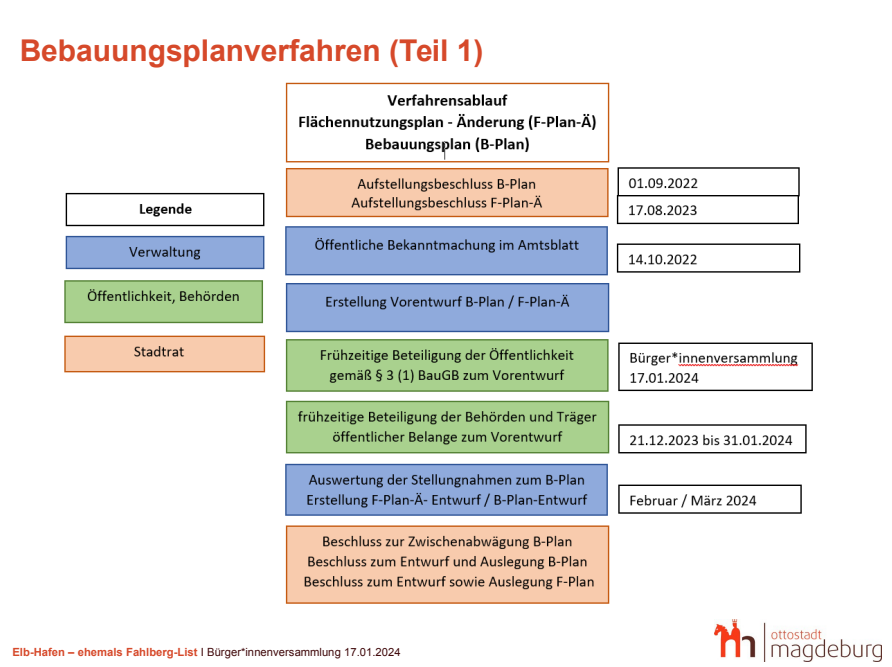 Bebauungsplanverfahren (Teil 1)
Verfahrensablauf
Flächennutzungsplan - Änderung (F-Plan-Ä)
Bebauungsplan (B-Plan)
Aufstellungsbeschluss B-Plan
Aufstellungsbeschluss F-Plan-Ä
01.09.2022
17.08.2023
Legende
Verwaltung
Öffentlichkeit, Behörden
Stadtrat
Öffentliche Bekanntmachung im Amtsblatt
14.10.2022
Erstellung Vorentwurf B-Plan / F-Plan-Ä
Frühzeitige Beteiligung der Öffentlichkeit
gemäß § 3 (1) BauGB zum Vorentwurf
Bürger*innenversammlung
17.01.2024
frühzeitige Beteiligung der Behörden und Träger
öffentlicher Belange zum Vorentwurf
21.12.2023 bis 31.01.2024
Auswertung der Stellungnahmen zum B-Plan
Erstellung F-Plan-Ä- Entwurf / B-Plan-Entwurf
Februar / März 2024
Beschluss zur Zwischenabwägung B-Plan
Beschluss zum Entwurf und Auslegung B-Plan
Beschluss zum Entwurf sowie Auslegung F-Plan
Elb-Hafen – ehemals Fahlberg-List I Bürger*innenversammlung 17.01.2024
ottostadt
magdeburg